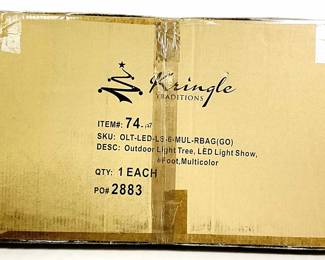 Kringle
TRADITIONS
ITEM#: 74-
SKU: OLT-LED-LS-6-MUL-RBAG(GO)
DESC: Outdoor Light Tree, LED Light Show,
Foot, Multicolor
QTY: 1 EACH
PO# 2883